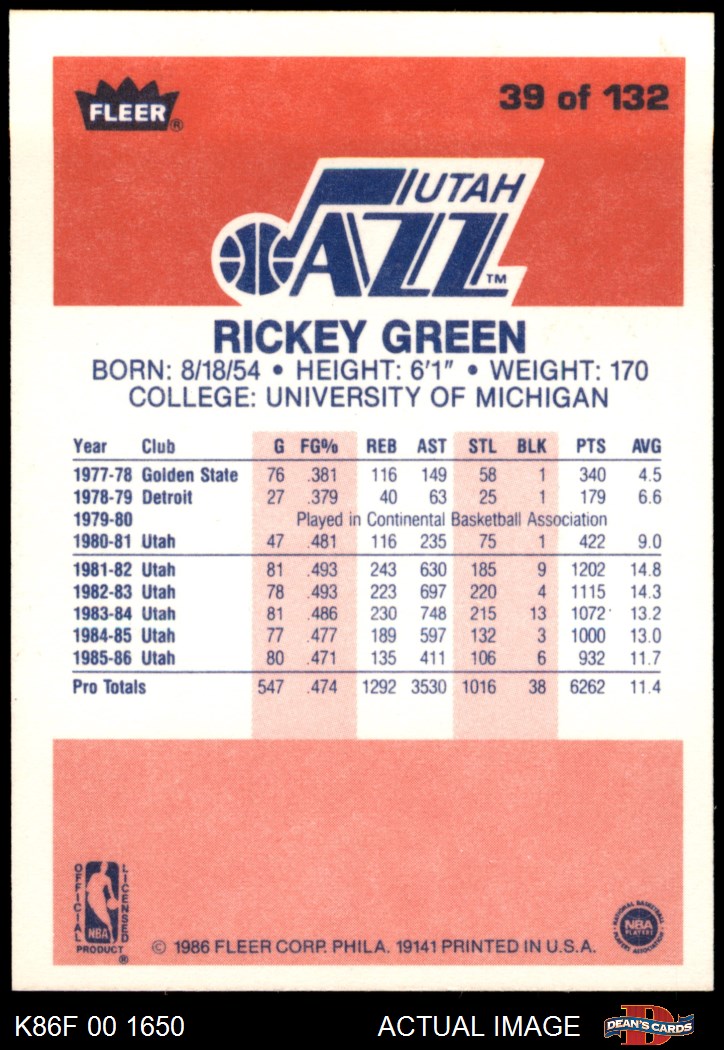 FLEER ®
39 of 132
UTAH
JAZZ ™
RICKEY GREEN
BORN: 8/18/54 • HEIGHT: 6'1" • WEIGHT: 170
COLLEGE: UNIVERSITY OF MICHIGAN
Year Club G FG% REB AST STL BLK PTS AVG
1977-78 Golden State 76 .381 116 149 58 1 340 4.5
1978-79 Detroit 27 .379 40 63 25 1 179 6.6
1979-80 Played in Continental Basketball Association
1980-81 Utah 47 .481 116 235 75 1 422 9.0
1981-82 Utah 81 .493 243 630 185 9 1202 14.8
1982-83 Utah 78 .493 223 697 220 4 1115 14.3
1983-84 Utah 81 .486 230 748 215 13 1072 13.2
1984-85 Utah 77 .477 189 597 132 3 1000 13.0
1985-86 Utah 80 .471 135 411 106 6 932 11.7
Pro Totals 547 .474 1292 3530 1016 38 6262 11.4
OFFICIAL
LICENSED
NBA
PRODUCT ®
© 1986 FLEER CORP. PHILA. 19141 PRINTED IN U.S.A.
NATIONAL BASKETBALL
NBA
PLAYERS
PLAYERS ASSOCIATION
K86F 00 1650
ACTUAL IMAGE
D
DEAN'S CARDS